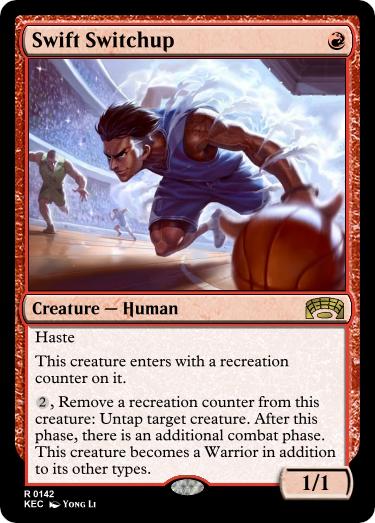 Swift Switchup
Creature — Human
Haste
This creature enters with a recreation
counter on it.
2, Remove a recreation counter from this
creature: Untap target creature. After this
phase, there is an additional combat phase.
This creature becomes a Warrior in addition
to its other types.
1/1
R 0142
KEC Yong Li